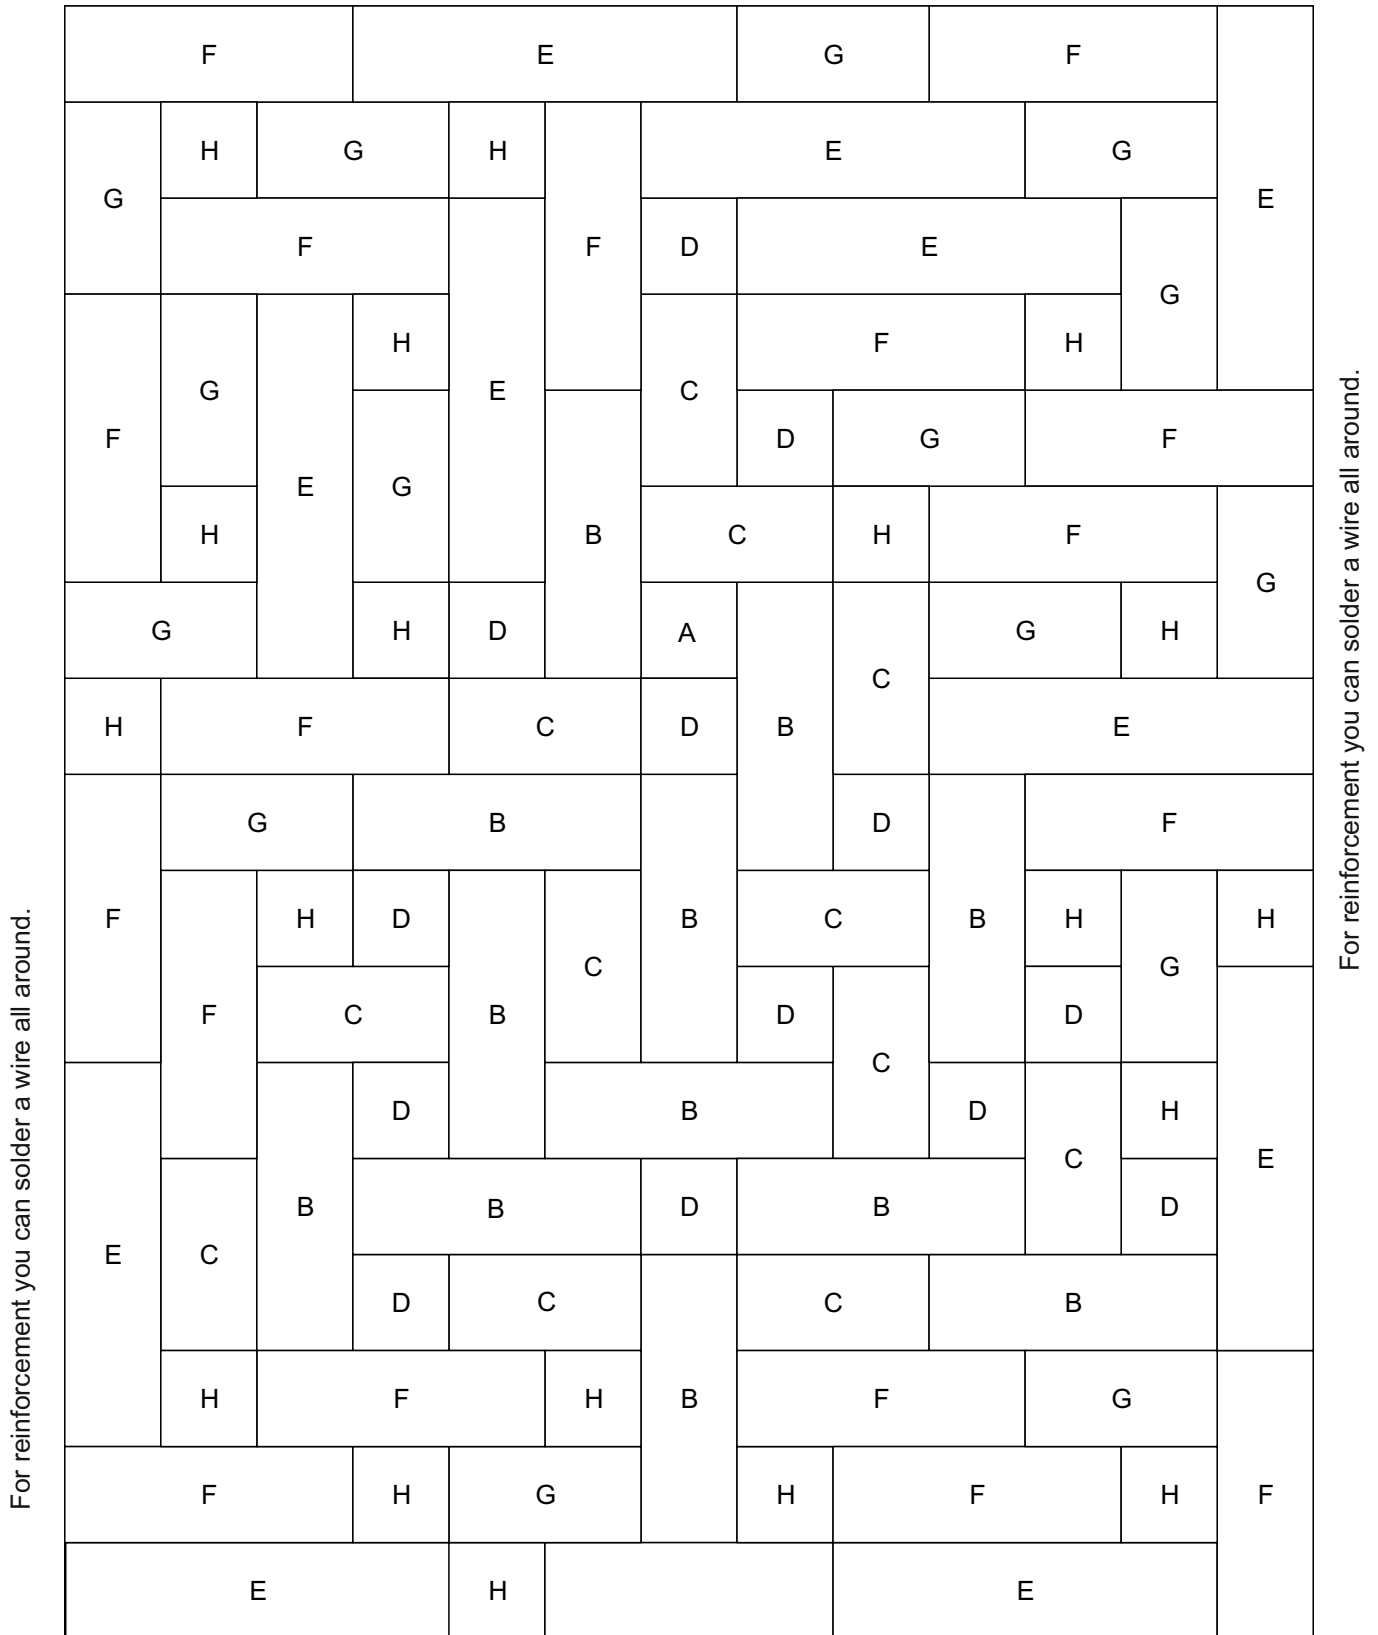 F E G F
E
H G H E G
G
F F D E
G
H F H
G E C
F D G F
E G
H B C H F
G
G H D A G H
C
H F C D B E
G B D F
F H D B C B H H
C G
F C B D D
C
D B D H
C E
B B D B D
E C
D C C B
H F H B F G
F H G H F H F
E H E
For reinforcement you can solder a wire all around.
For reinforcement you can solder a wire all around.